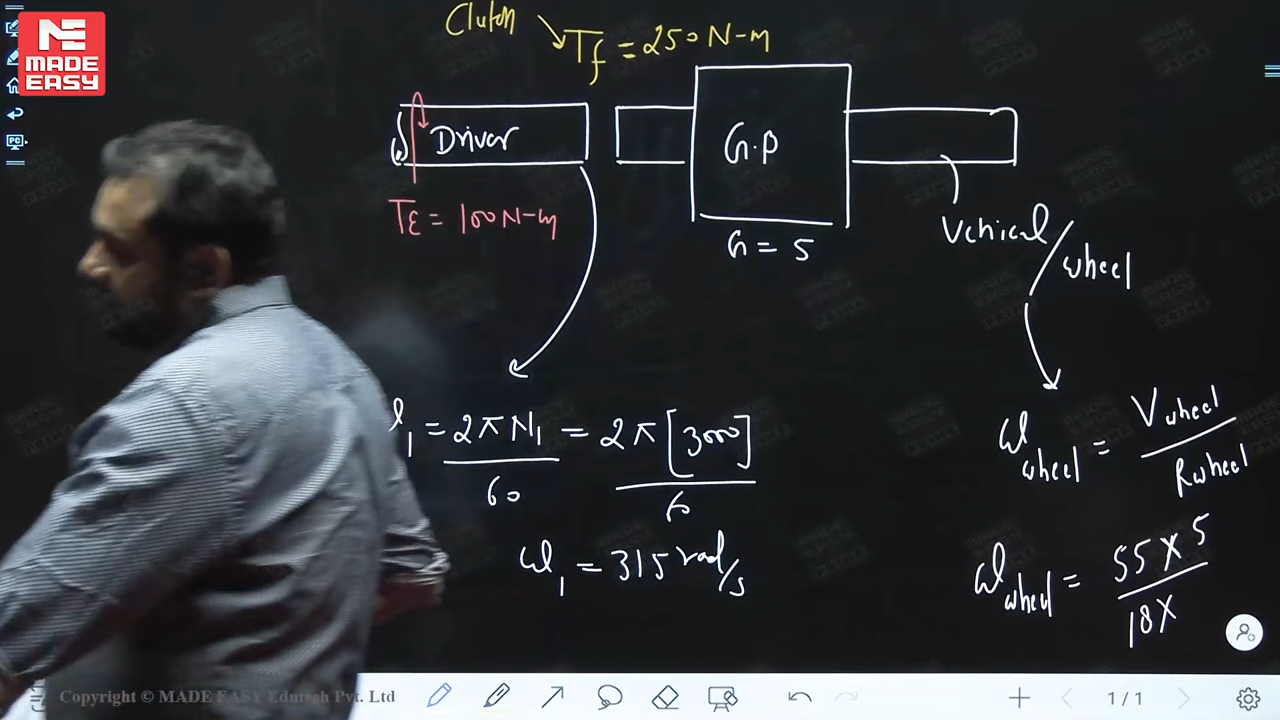 Clutch
Tf = 250 N-m
ME
MADE
EASY
Driver
G.P
TE = 100 N-m
G = 5
Vehical/wheel
ω1 = 2πN1/60 = 2π[3000]/60
ωwheel = Vwheel/Rwheel
ω1 = 315 rad/s
ωwheel = 55×5/18×
Copyright © MADE EASY Edutech Pvt. Ltd
1/1